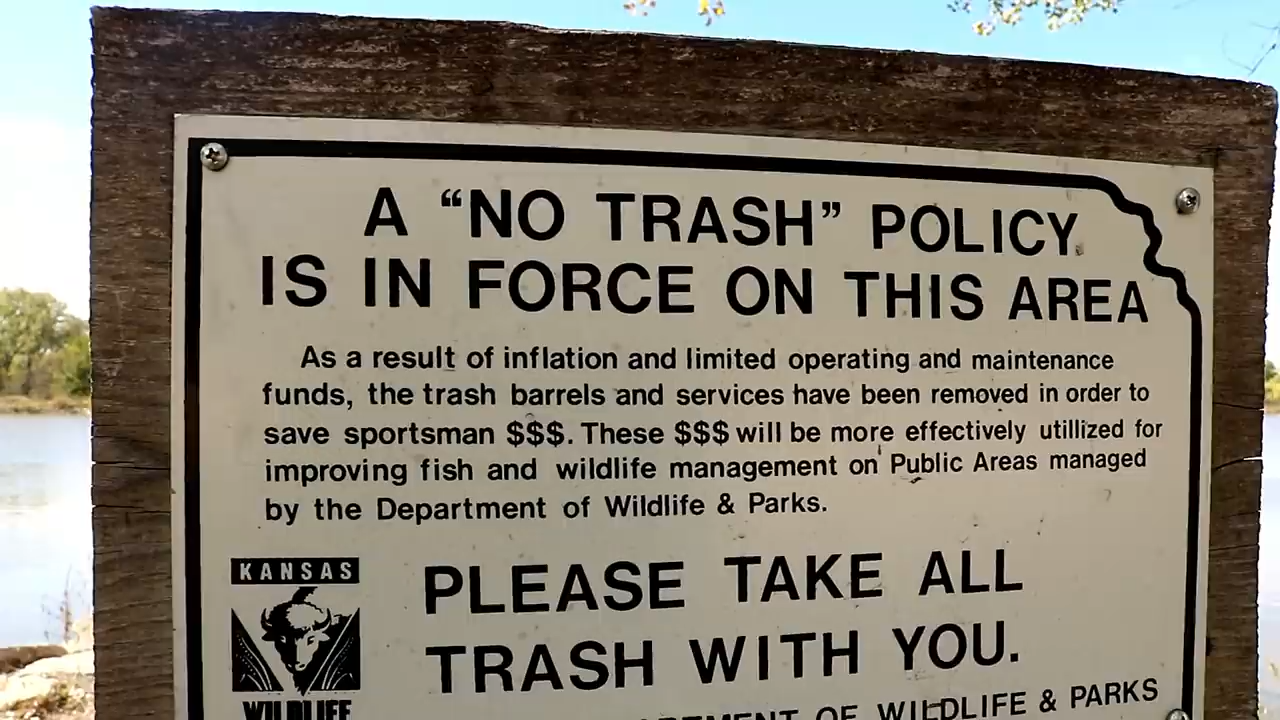 A “NO TRASH” POLICY
IS IN FORCE ON THIS AREA
As a result of inflation and limited operating and maintenance
funds, the trash barrels and services have been removed in order to
save sportsman $$$. These $$$ will be more effectively utillized for
improving fish and wildlife management on Public Areas managed
by the Department of Wildlife & Parks.
KANSAS
WILDLIFE
PLEASE TAKE ALL
TRASH WITH YOU.
OF WILDLIFE & PARKS